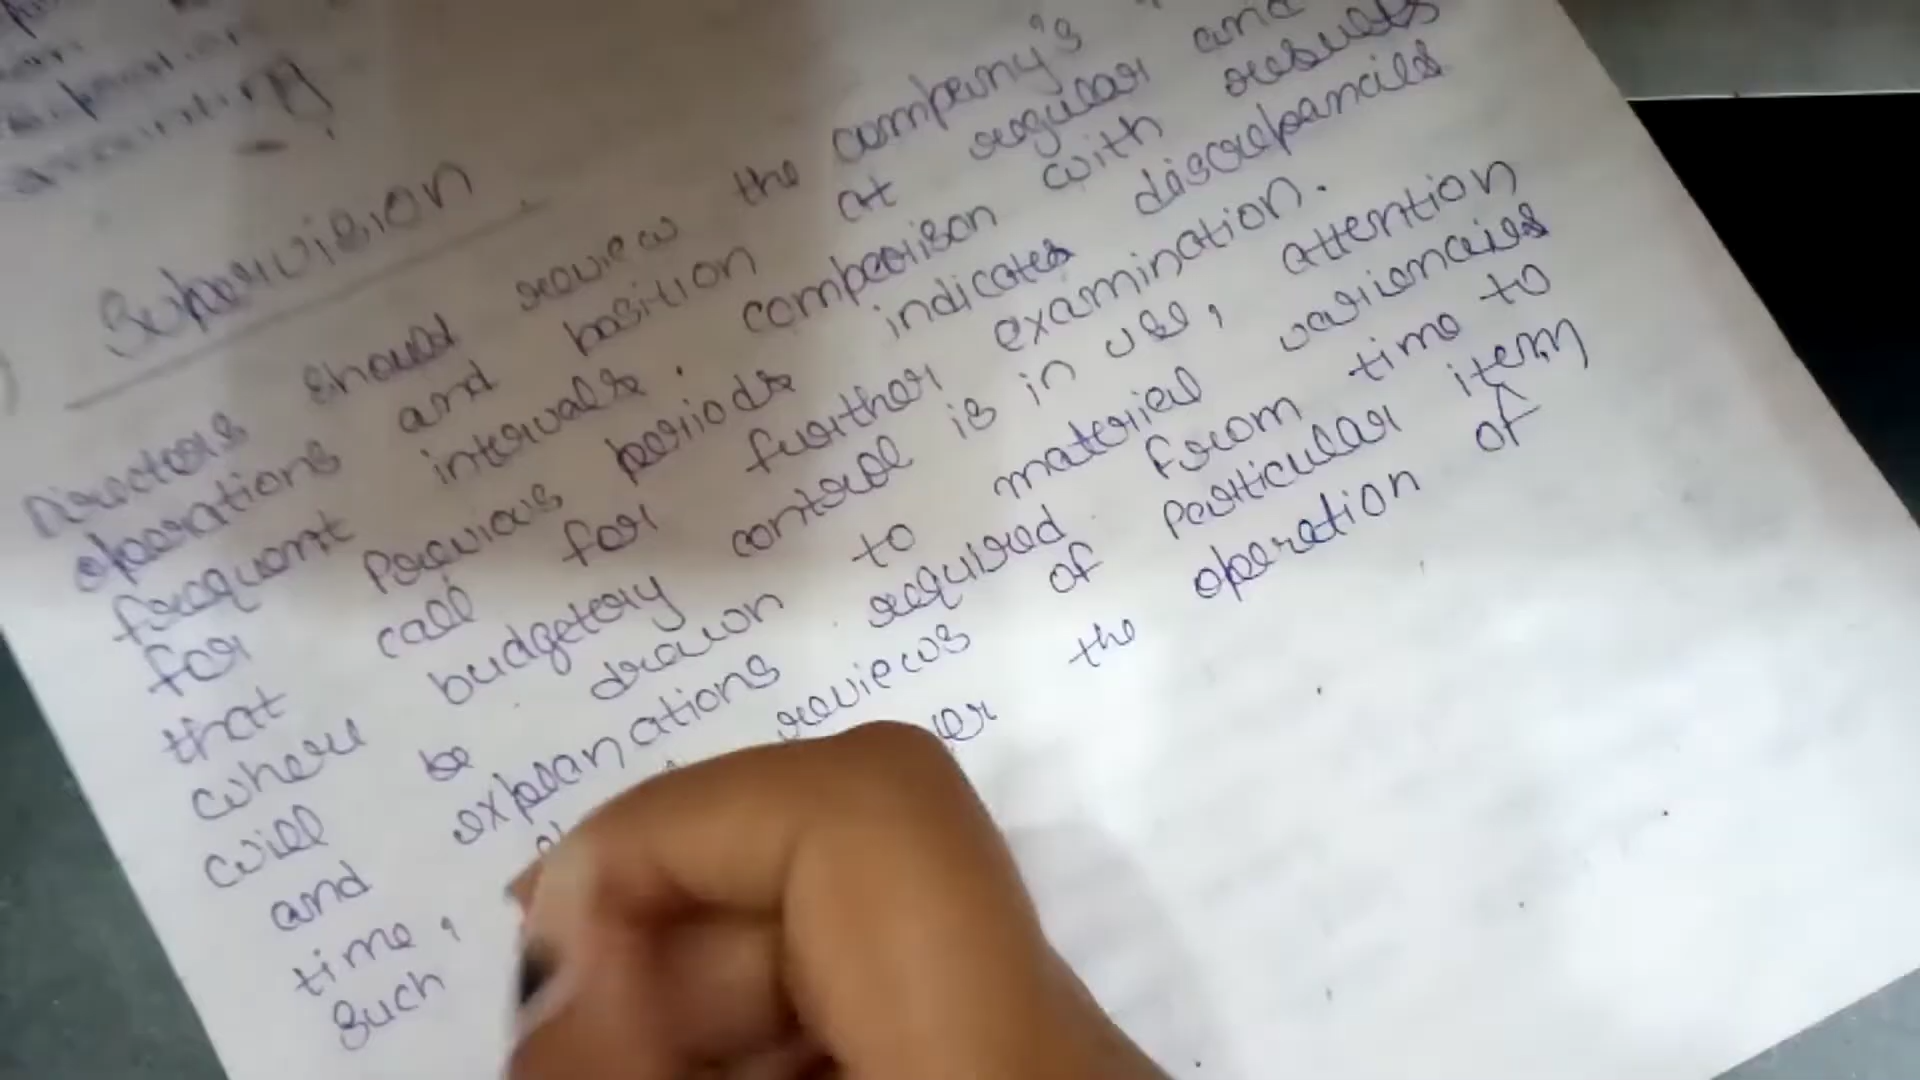 Supervision
Directors should review the company's
operations and position at regular and
frequent intervals. comparison with results
for Pervious periods indicates discrepancies
that call for further examination.
where budgetory control is in use, attention
will be drawn to material variancies
and explanations required from time to
time, reviews of particular item
such the operation of